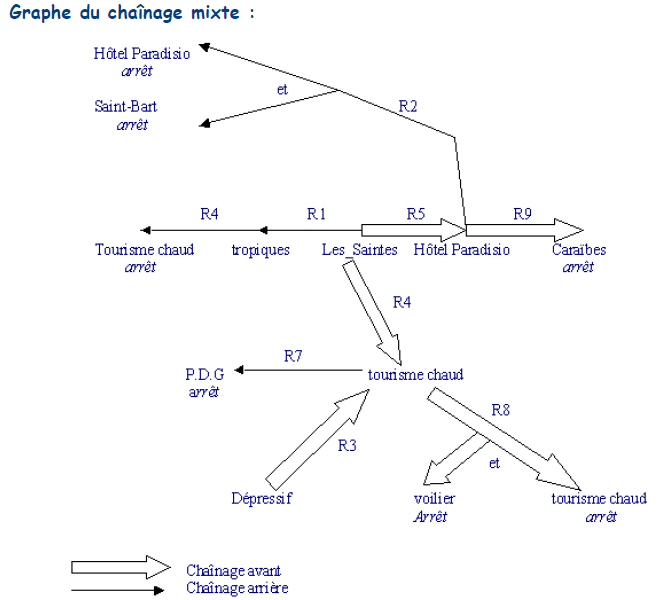 Graphe du chaînage mixte :
Hôtel Paradisio
arrêt
et
Saint-Bart
arrêt
R2
R4
R1
R5
R9
Tourisme chaud
arrêt
tropiques
Les_Saintes
Hôtel Paradisio
Caraïbes
arrêt
R4
R7
P.D.G
arrêt
tourisme chaud
R8
R3
et
Dépressif
voilier
Arrêt
tourisme chaud
arrêt
Chaînage avant
Chaînage arrière